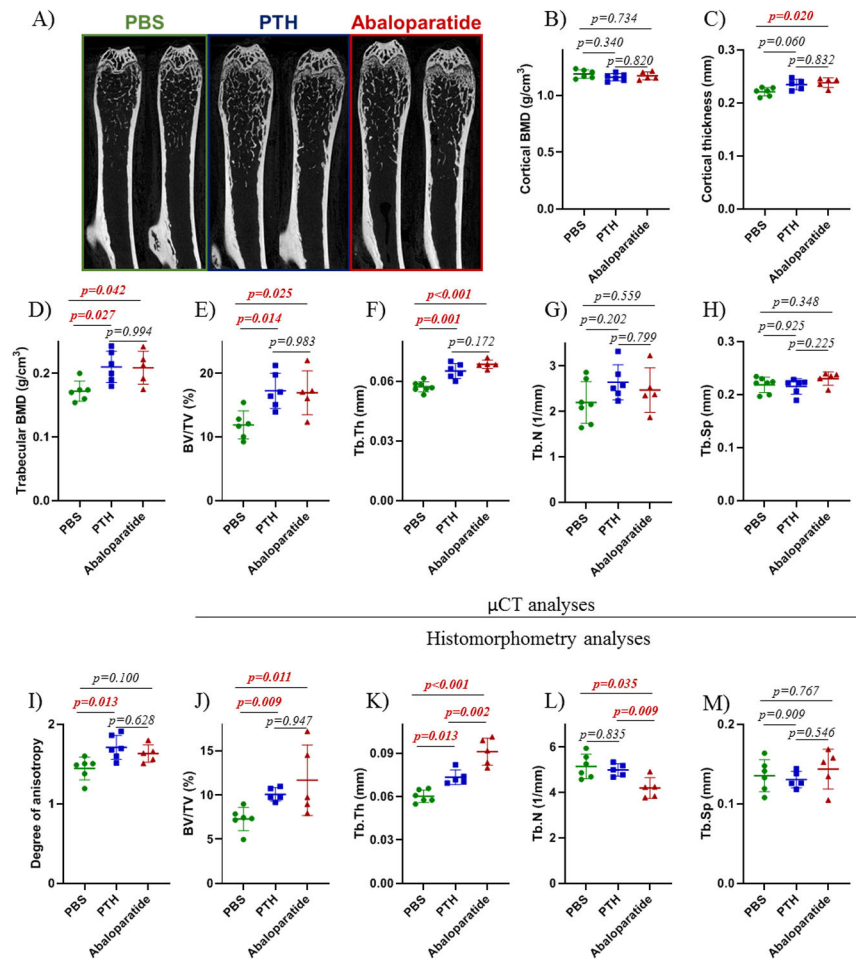 A)
PBS
PTH
Abaloparatide
B)
p=0.734
p=0.340
p=0.820
Cortical BMD (g/cm³)
1.2
0.6
0.0
PBS
PTH
Abaloparatide
C)
p=0.020
p=0.060
p=0.832
Cortical thickness (mm)
0.3
0.2
0.1
0.0
PBS
PTH
Abaloparatide
D)
p=0.042
p=0.027
p=0.994
Trabecular BMD (g/cm³)
0.2
0.1
0.0
PBS
PTH
Abaloparatide
E)
p=0.025
p=0.014
p=0.983
BV/TV (%)
20
15
10
5
0
PBS
PTH
Abaloparatide
F)
p<0.001
p=0.001
p=0.172
Tb.Th (mm)
0.06
0.03
0.00
PBS
PTH
Abaloparatide
G)
p=0.559
p=0.202
p=0.799
Tb.N (1/mm)
3
2
1
0
PBS
PTH
Abaloparatide
H)
p=0.348
p=0.925
p=0.225
Tb.Sp (mm)
0.3
0.2
0.1
0.0
PBS
PTH
Abaloparatide
µCT analyses
Histomorphometry analyses
I)
p=0.100
p=0.013
p=0.628
Degree of anisotropy
2
1
0
PBS
PTH
Abaloparatide
J)
p=0.011
p=0.009
p=0.947
BV/TV (%)
15
10
5
0
PBS
PTH
Abaloparatide
K)
p<0.001
p=0.002
p=0.013
Tb.Th (mm)
0.09
0.06
0.03
0.00
PBS
PTH
Abaloparatide
L)
p=0.035
p=0.009
p=0.835
Tb.N (1/mm)
6
4
2
0
PBS
PTH
Abaloparatide
M)
p=0.767
p=0.909
p=0.546
Tb.Sp (mm)
0.2
0.1
0.0
PBS
PTH
Abaloparatide